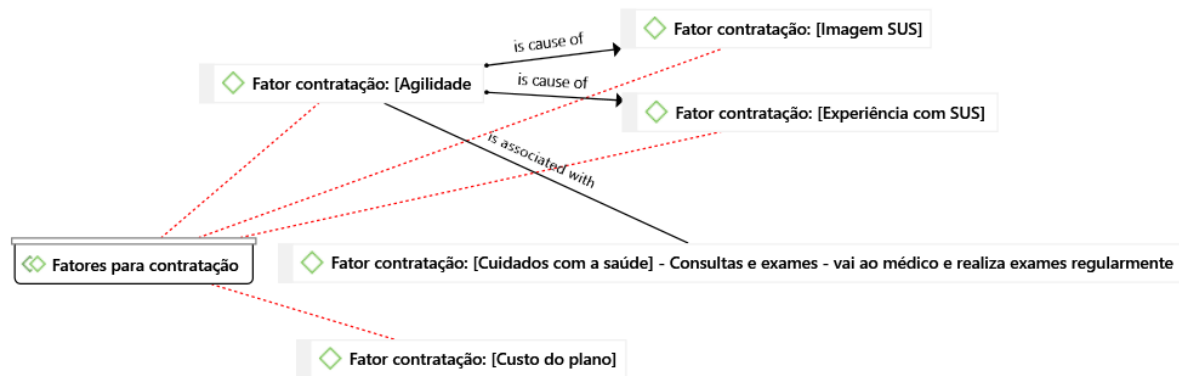 Fator contratação: [Imagem SUS]
is cause of
Fator contratação: [Agilidade
is cause of
Fator contratação: [Experiência com SUS]
is associated with
Fatores para contratação
Fator contratação: [Cuidados com a saúde] - Consultas e exames - vai ao médico e realiza exames regularmente
Fator contratação: [Custo do plano]